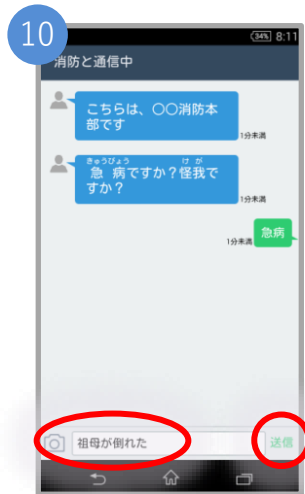 10
34% 8:11
消防と通信中
こちらは、〇〇消防本
部です
1分未満
きゅうびょう けが
急病ですか？怪我で
すか？
1分未満
急病
1分未満
祖母が倒れた
送信